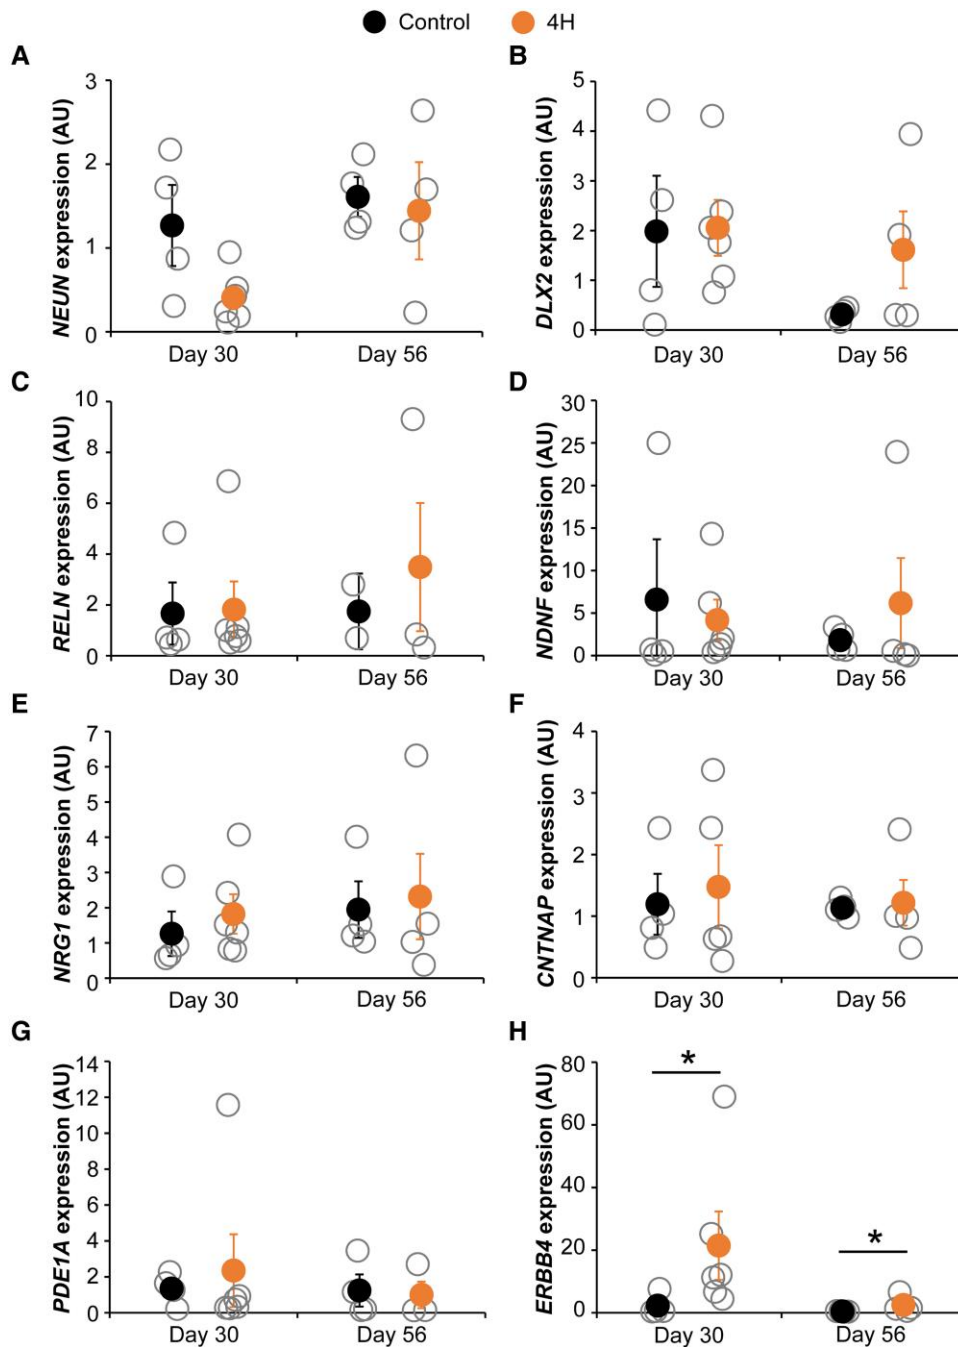 Control 4H
A B
NEUN expression (AU)
3
2
1
0
Day 30 Day 56
DLX2 expression (AU)
5
4
3
2
1
0
Day 30 Day 56
C D
RELN expression (AU)
10
8
6
4
2
0
Day 30 Day 56
NDNF expression (AU)
30
25
20
15
10
5
0
Day 30 Day 56
E F
NRG1 expression (AU)
7
6
5
4
3
2
1
0
Day 30 Day 56
CNTNAP expression (AU)
4
3
2
1
0
Day 30 Day 56
G H
PDE1A expression (AU)
14
12
10
8
6
4
2
0
Day 30 Day 56
ERBB4 expression (AU)
80
60
40
20
0
* *
Day 30 Day 56